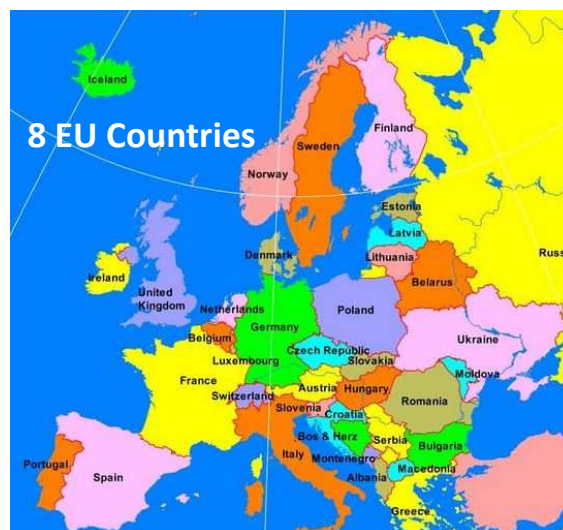 Iceland
8 EU Countries
Finland
Sweden
Norway
Estonia
Latvia
Denmark
Lithuania
Russ
Ireland
Belarus
United
Kingdom
Netherlands
Poland
Belgium
Germany
Ukraine
Czech Republic
Luxembourg
Slovakia
Moldova
France
Austria
Hungary
Switzerland
Romania
Slovenia
Croatia
Bos & Herz
Serbia
Bulgaria
Italy
Montenegro
Portugal
Spain
Macedonia
Albania
Greece